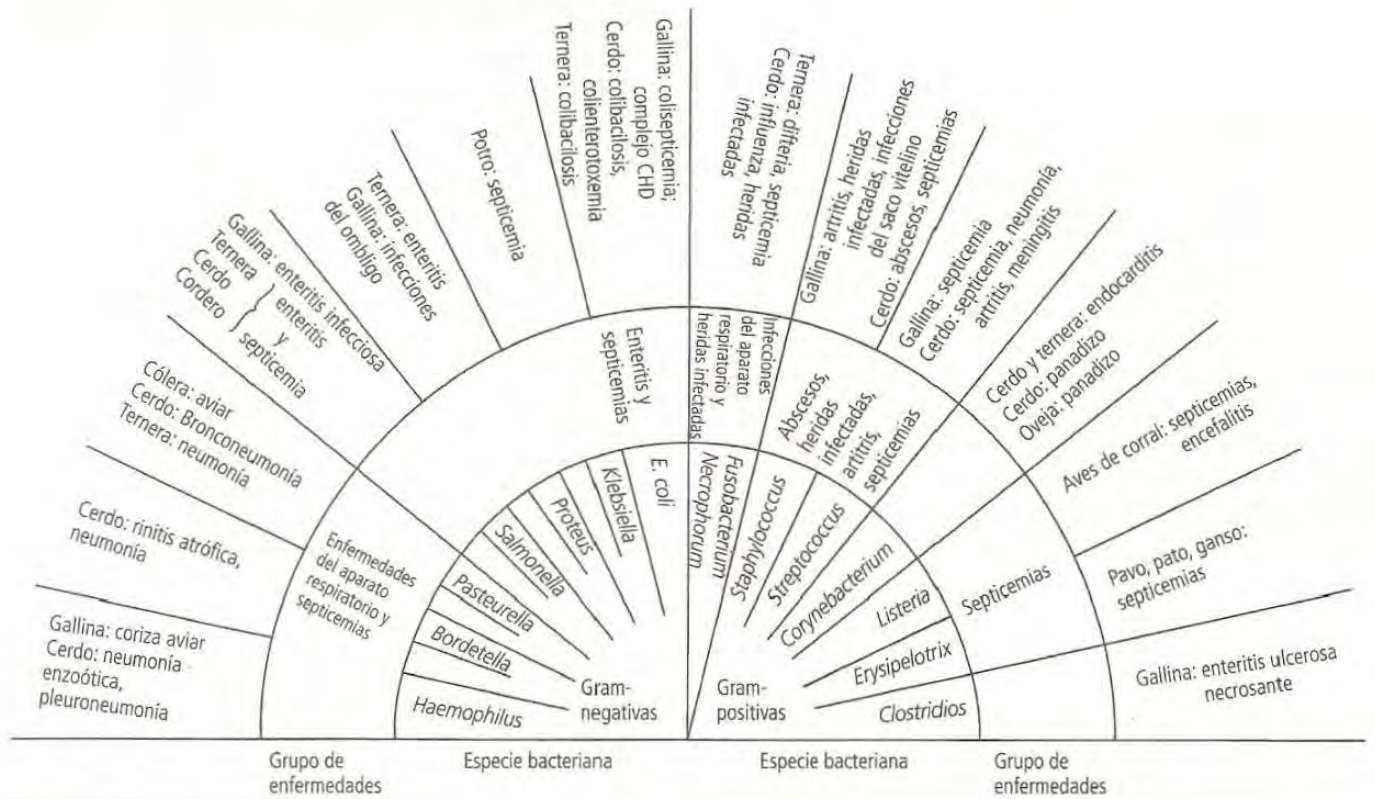 Gallina: coriza aviar
Cerdo: neumonía
enzoótica,
pleuroneumonía
Cerdo: rinitis atrófica,
neumonía
Cólera: aviar
Cerdo: Bronconeumonía
Ternera: neumonía
Gallina: enteritis infecciosa
Ternera
Cerdo
Cordero
enteritis
y
septicemia
Ternera: enteritis
Gallina: infecciones
del ombligo
Potro: septicemia
Gallina: colisepticemia;
complejo CHD
Cerdo: colibacilosis,
colienterotoxemia
Ternera: colibacilosis
Ternera: difteria, septicemia
Cerdo: influenza, heridas
infectadas
Gallina: artritis, heridas
infectadas, infecciones
del saco vitelino
Cerdo: abscesos, septicemias
Gallina: septicemia
Cerdo: septicemia, neumonía,
artritis, meningitis
Cerdo y ternera: endocarditis
Cerdo: panadizo
Oveja: panadizo
Aves de corral: septicemias,
encefalitis
Pavo, pato, ganso:
septicemias
Gallina: enteritis ulcerosa
necrosante
Enfermedades
del aparato
respiratorio y
septicemias
Enteritis y
septicemias
Infecciones
del aparato
respiratorio y
heridas infectadas
Abscesos,
heridas
infectadas,
artitis,
septicemias
Septicemias
Haemophilus
Bordetella
Pasteurella
Salmonella
Proteus
Klebsiella
E. coli
Fusobacterium
Necrophorum
Staphylococcus
Streptococcus
Corynebacterium
Listeria
Erysipelotrix
Clostridios
Gram-
negativas
Gram-
positivas
Grupo de
enfermedades
Especie bacteriana
Especie bacteriana
Grupo de
enfermedades